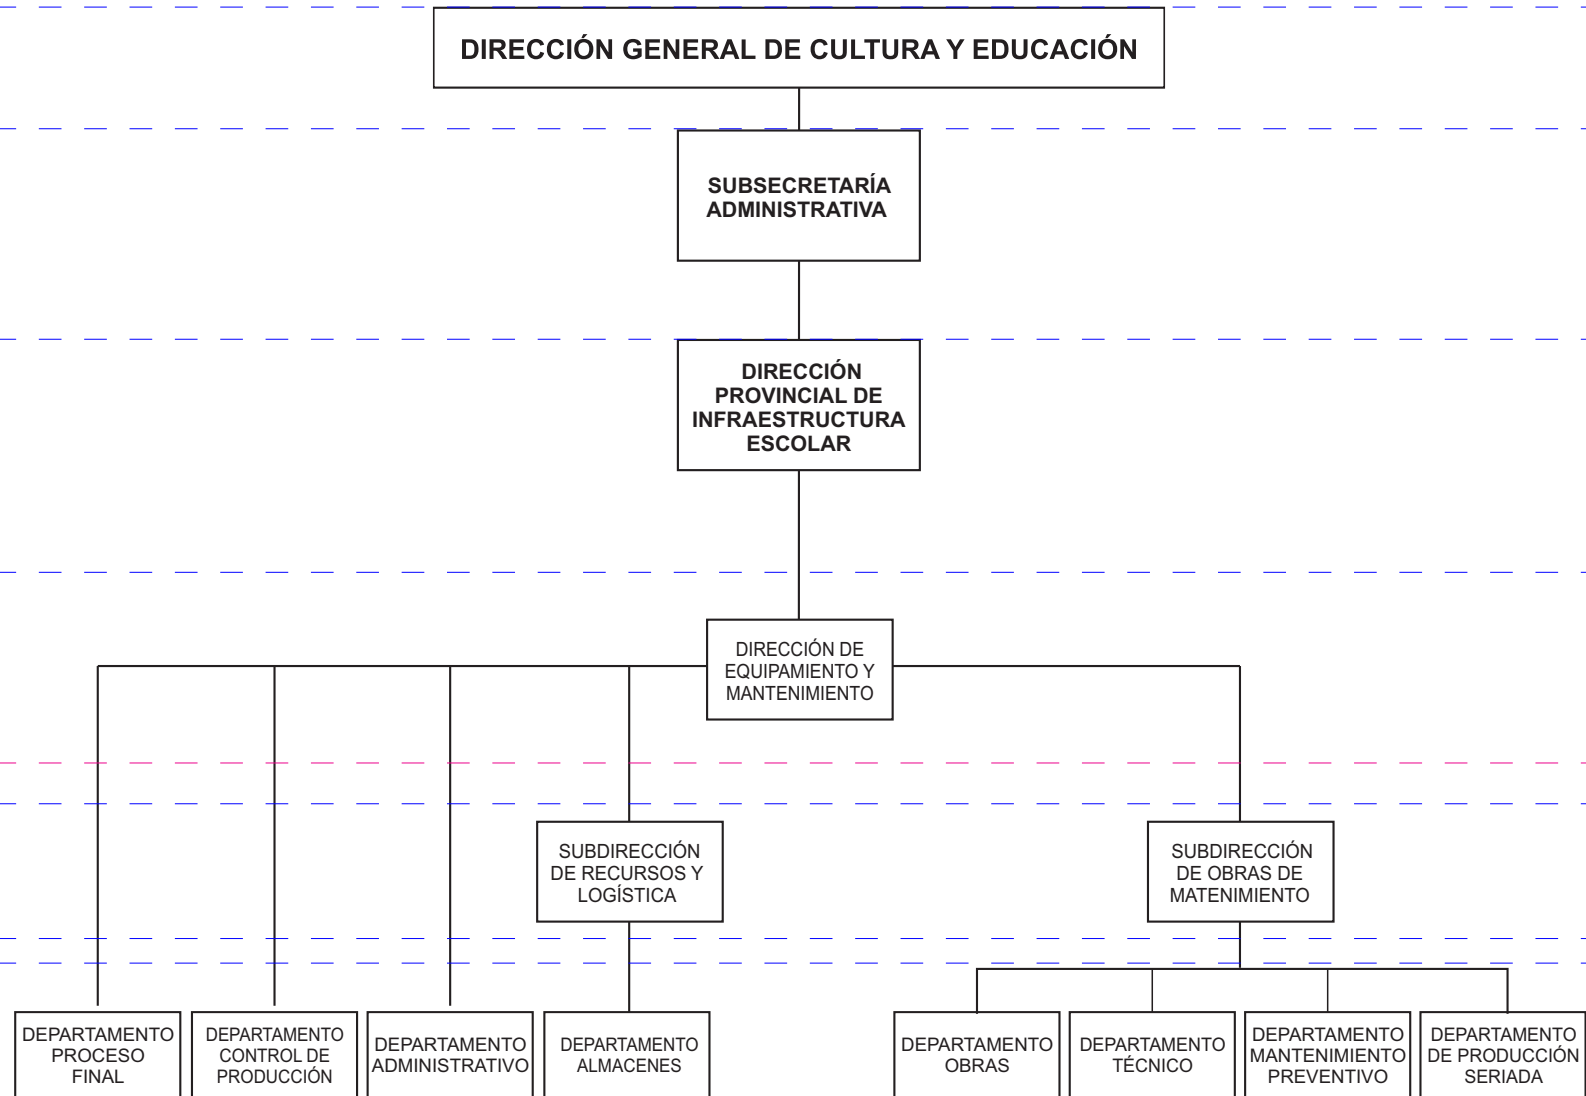 DIRECCIÓN GENERAL DE CULTURA Y EDUCACIÓN
SUBSECRETARÍA
ADMINISTRATIVA
DIRECCIÓN
PROVINCIAL DE
INFRAESTRUCTURA
ESCOLAR
DIRECCIÓN DE
EQUIPAMIENTO Y
MANTENIMIENTO
SUBDIRECCIÓN
DE RECURSOS Y
LOGÍSTICA
SUBDIRECCIÓN
DE OBRAS DE
MATENIMIENTO
DEPARTAMENTO
PROCESO
FINAL
DEPARTAMENTO
CONTROL DE
PRODUCCIÓN
DEPARTAMENTO
ADMINISTRATIVO
DEPARTAMENTO
ALMACENES
DEPARTAMENTO
OBRAS
DEPARTAMENTO
TÉCNICO
DEPARTAMENTO
MANTENIMIENTO
PREVENTIVO
DEPARTAMENTO
DE PRODUCCIÓN
SERIADA